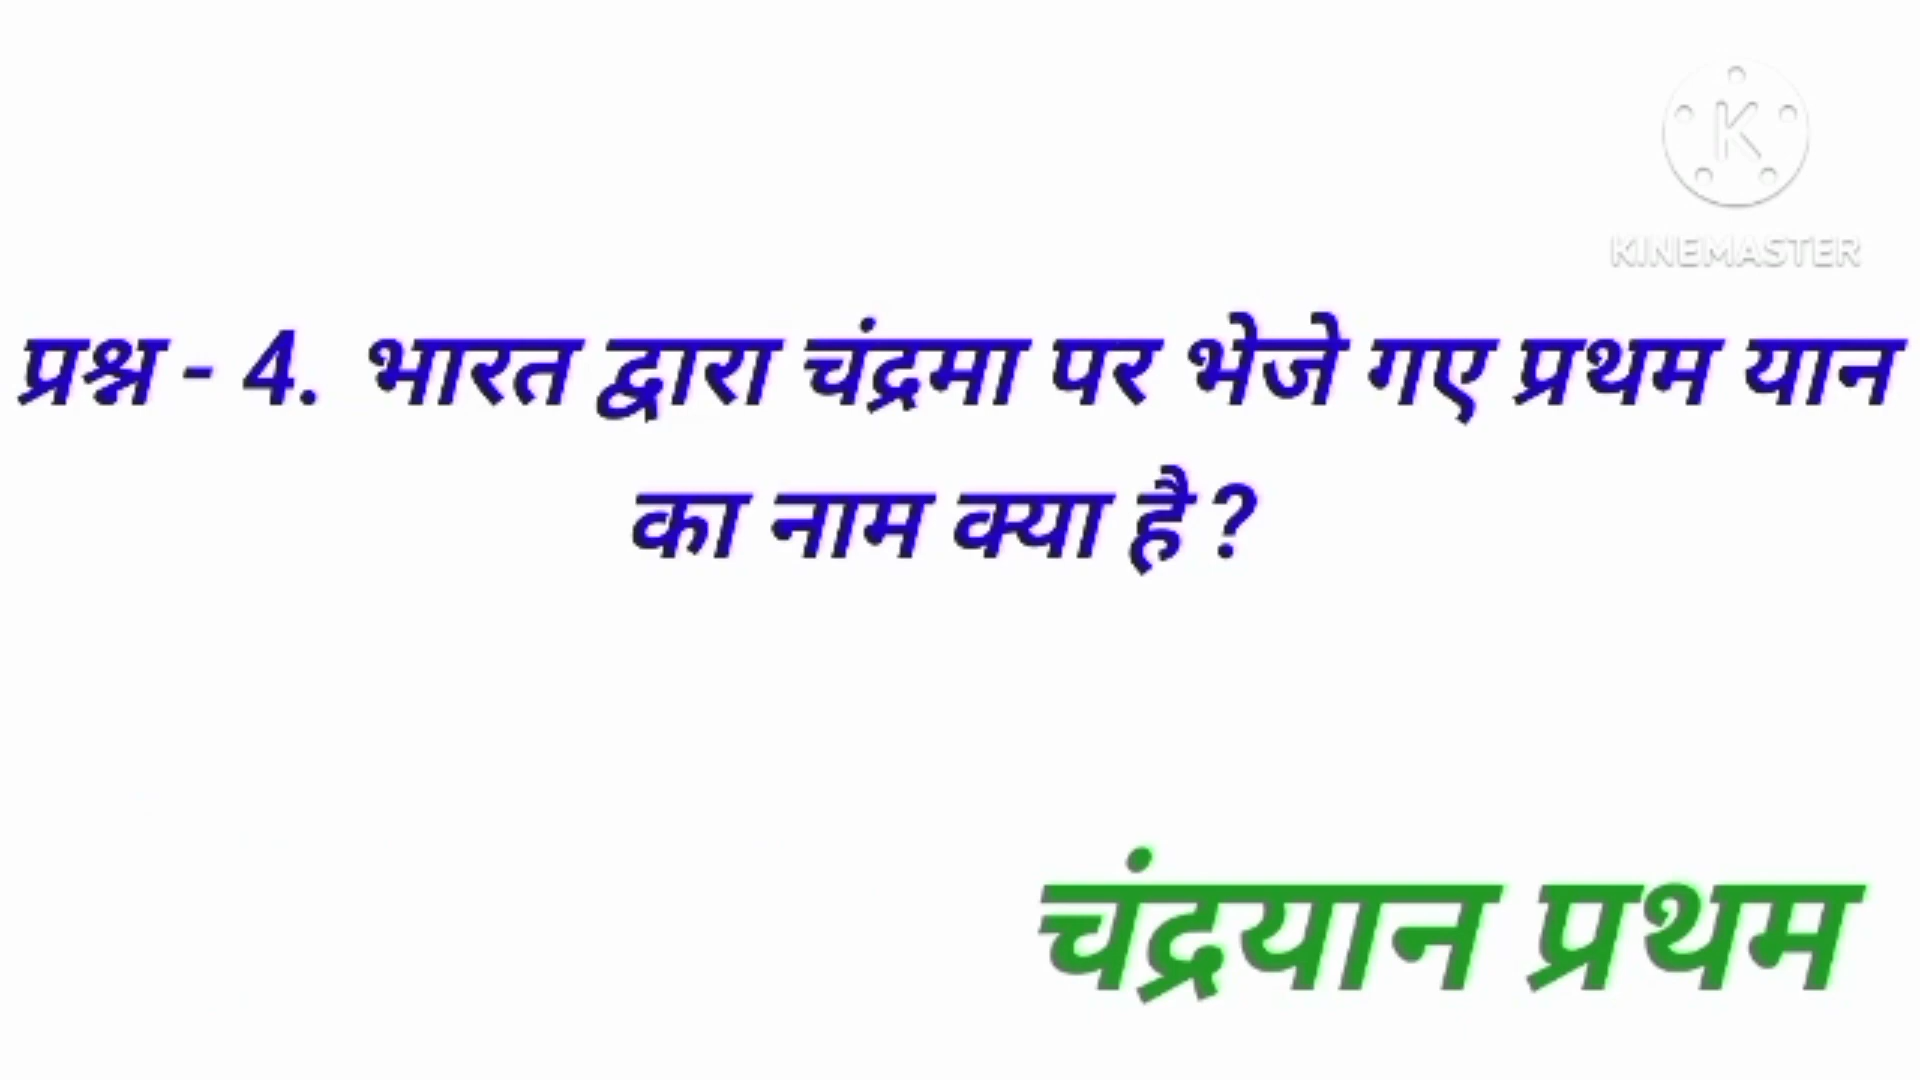 KINEMASTER
प्रश्न - 4. भारत द्वारा चंद्रमा पर भेजे गए प्रथम यान
का नाम क्या है ?
चंद्रयान प्रथम